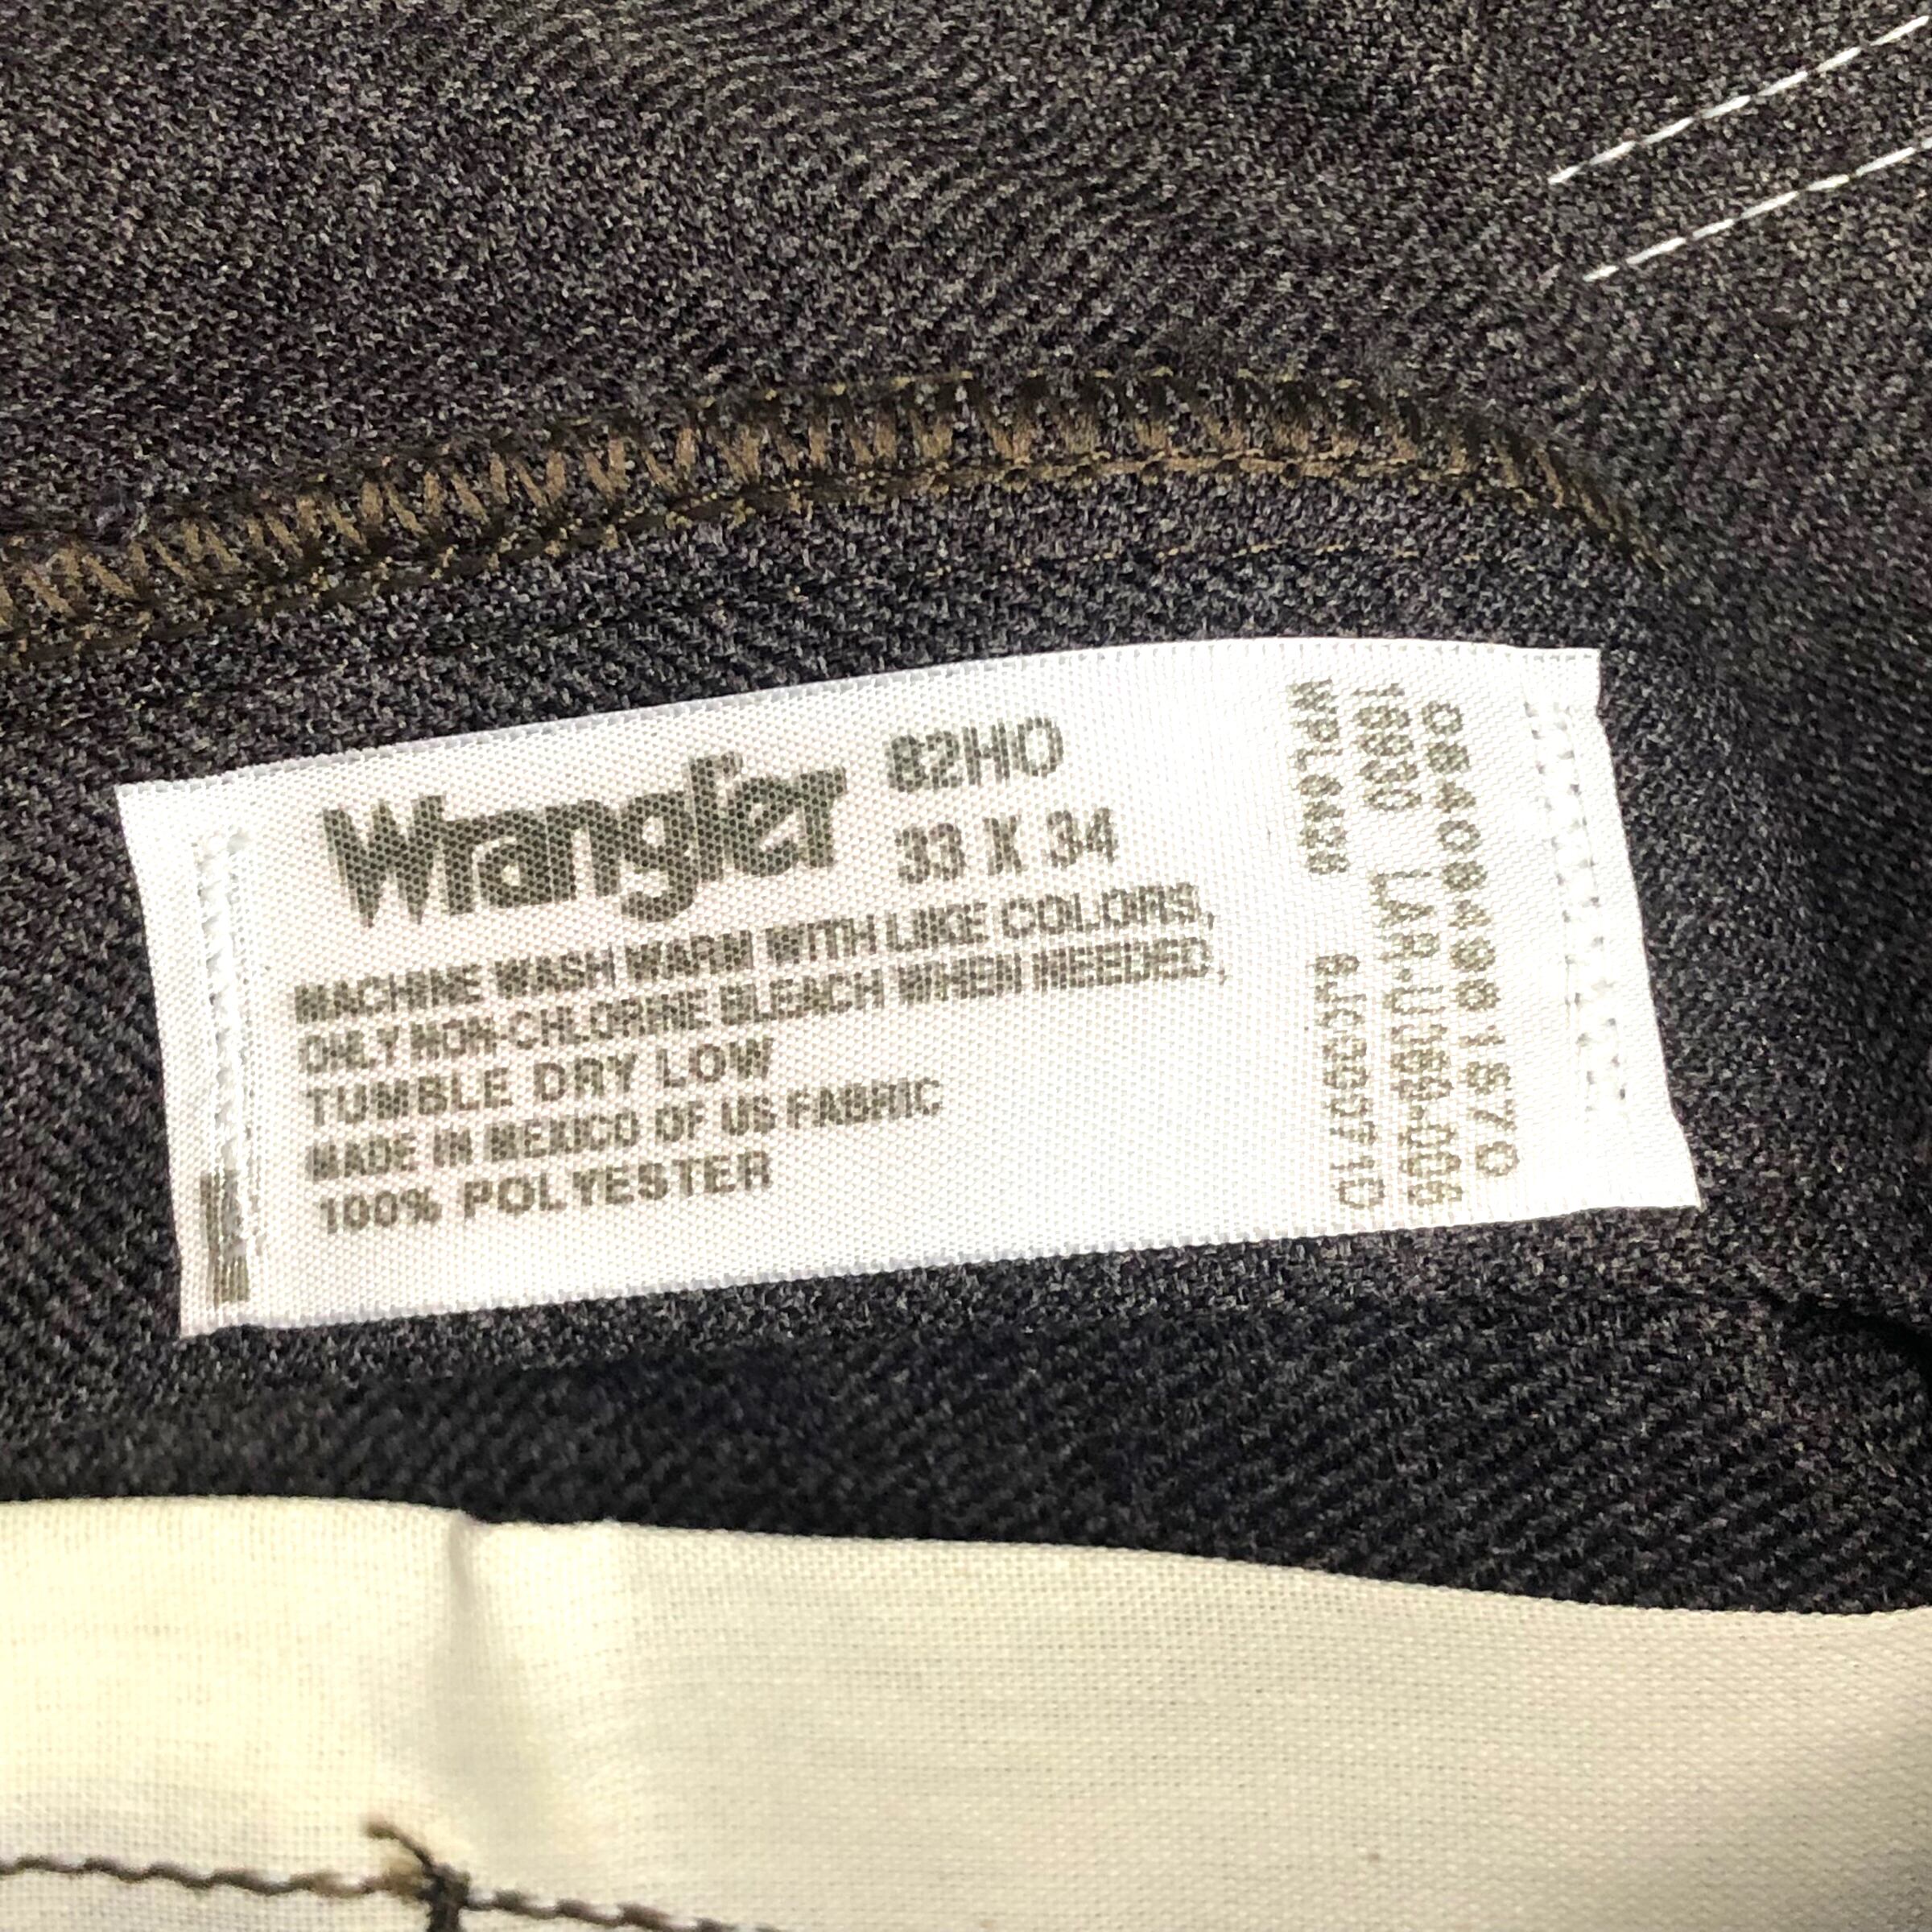 Wrangler 82HO
33 X 34
MACHINE WASH WARM WITH LIKE COLORS,
ONLY NON-CHLORINE BLEACH WHEN NEEDED,
TUMBLE DRY LOW
MADE IN MEXICO OF US FABRIC
100% POLYESTER
18930